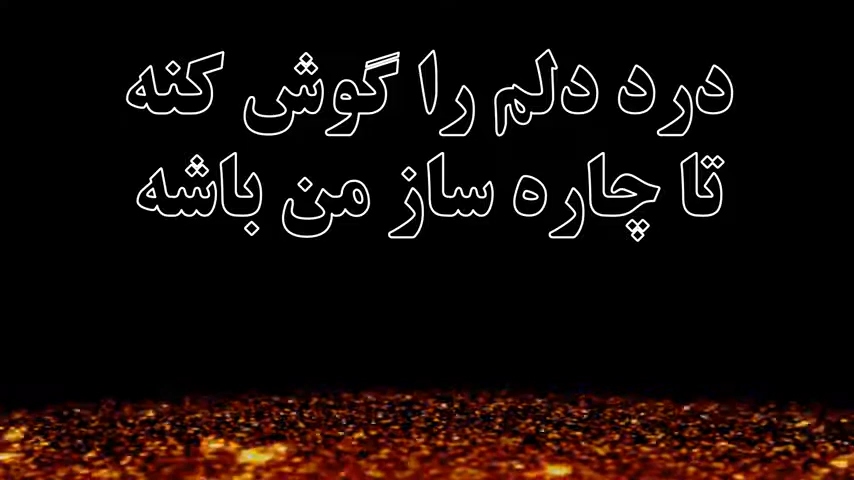 درد دلم را گوش کنه
تا چاره ساز من باشه